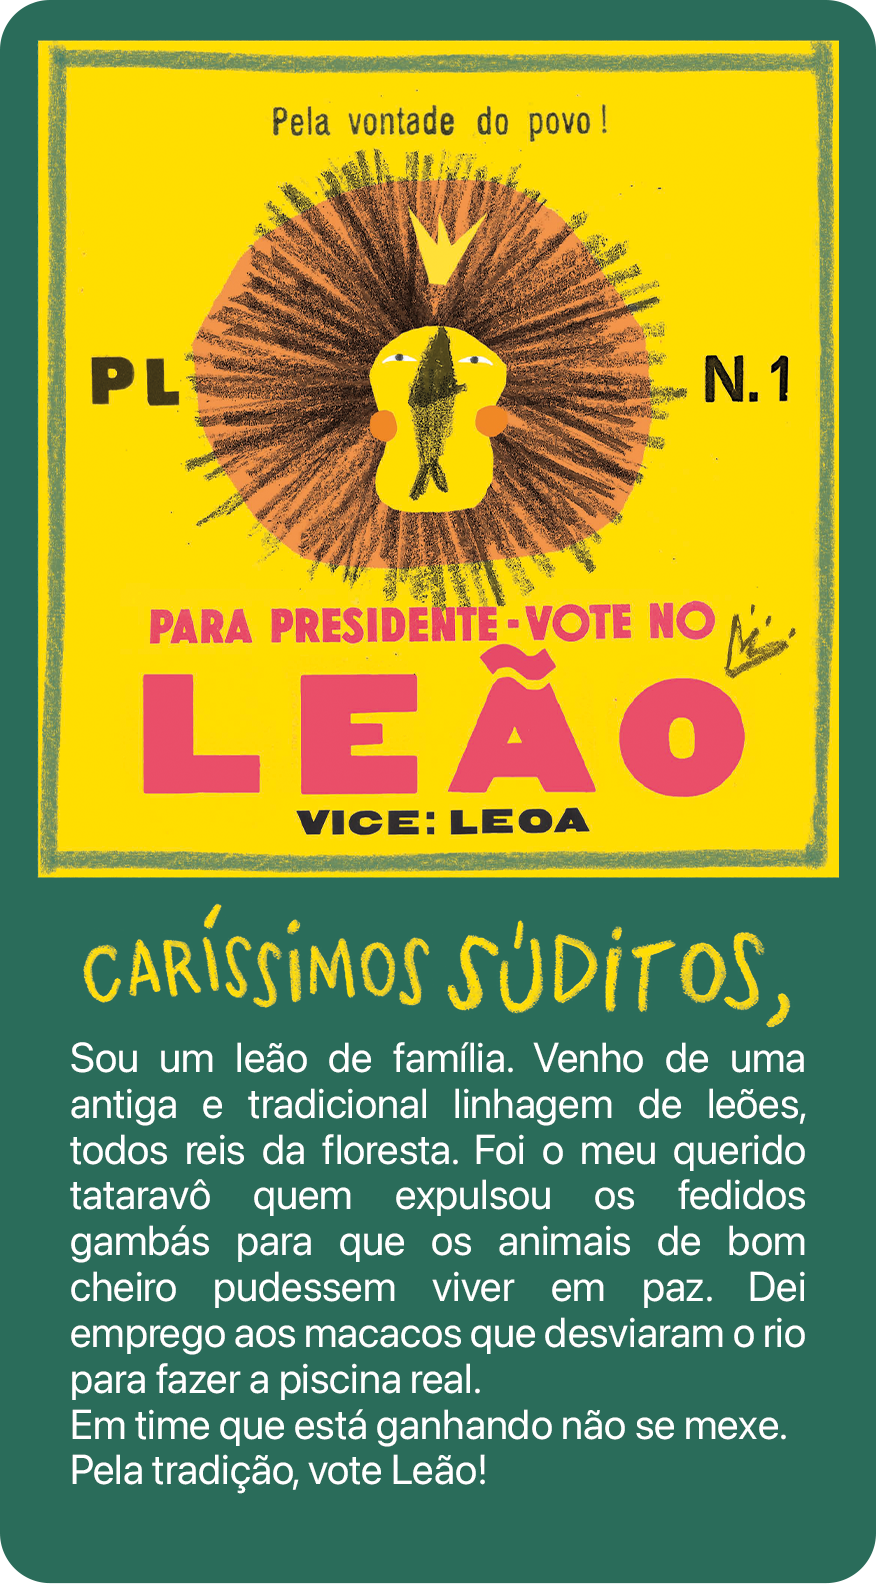 Pela vontade do povo!
PL
N.1
PARA PRESIDENTE-VOTE NO
LEÃO
VICE: LEOA
CARÍSSIMOS SÚDITOS,
Sou um leão de família. Venho de uma
antiga e tradicional linhagem de leões,
todos reis da floresta. Foi o meu querido
tataravô quem expulsou os fedidos
gambás para que os animais de bom
cheiro pudessem viver em paz. Dei
emprego aos macacos que desviaram o rio
para fazer a piscina real.
Em time que está ganhando não se mexe.
Pela tradição, vote Leão!